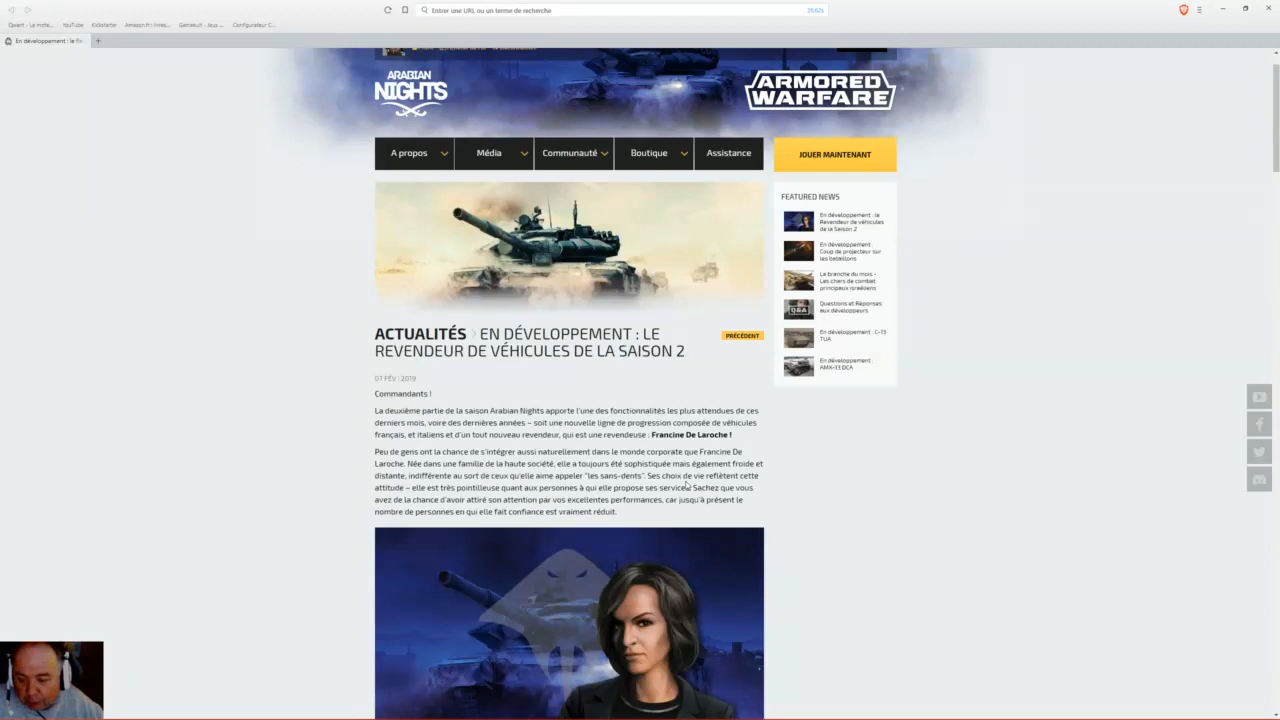 Entrer une URL ou un terme de recherche
29.62s
Qwant - Le mote...
YouTube
Kickstarter
Amazon.fr : livres...
Gamekult - Jeux ...
Configurateur C...
En développement : le Re
ARABIAN
NIGHTS
ARMORED
WARFARE
A propos
Média
Communauté
Boutique
Assistance
JOUER MAINTENANT
FEATURED NEWS
En développement : le
Revendeur de véhicules
de la Saison 2
En développement :
Coup de projecteur sur
les bataillons
La branche du mois -
Les chars de combat
principaux israéliens
Q&A
Questions et Réponses
aux développeurs
En développement : C-13
TUA
En développement :
AMX-13 DCA
ACTUALITÉS › EN DÉVELOPPEMENT : LE
REVENDEUR DE VÉHICULES DE LA SAISON 2
PRÉCÉDENT
07 FÉV : 2019
Commandants !
La deuxième partie de la saison Arabian Nights apporte l'une des fonctionnalités les plus attendues de ces
derniers mois, voire des dernières années – soit une nouvelle ligne de progression composée de véhicules
français, et italiens et d'un tout nouveau revendeur, qui est une revendeuse : Francine De Laroche !
Peu de gens ont la chance de s'intégrer aussi naturellement dans le monde corporate que Francine De
Laroche. Née dans une famille de la haute société, elle a toujours été sophistiquée mais également froide et
distante, indifférente au sort de ceux qu'elle aime appeler "les sans-dents". Ses choix de vie reflètent cette
attitude – elle est très pointilleuse quant aux personnes à qui elle propose ses services. Sachez que vous
avez de la chance d'avoir attiré son attention par vos excellentes performances, car jusqu'à présent le
nombre de personnes en qui elle fait confiance est vraiment réduit.